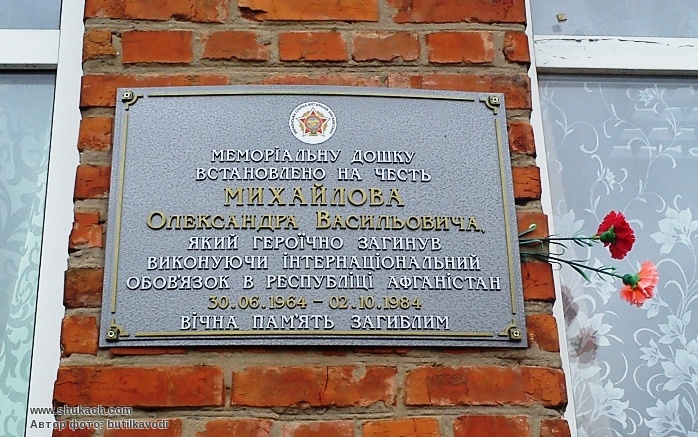 МЕМОРІАЛЬНУ ДОШКУ
ВСТАНОВЛЕНО НА ЧЕСТЬ
МИХАЙЛОВА
ОЛЕКСАНДРА ВАСИЛЬОВИЧА,
ЯКИЙ ГЕРОЇЧНО ЗАГИНУВ
ВИКОНУЮЧИ ІНТЕРНАЦІОНАЛЬНИЙ
ОБОВ'ЯЗОК В РЕСПУБЛІЦІ АФГАНІСТАН
30.06.1964 – 02.10.1984
ВІЧНА ПАМ'ЯТЬ ЗАГИБЛИМ
www.shukach.com
Автор фото: butilkavodi